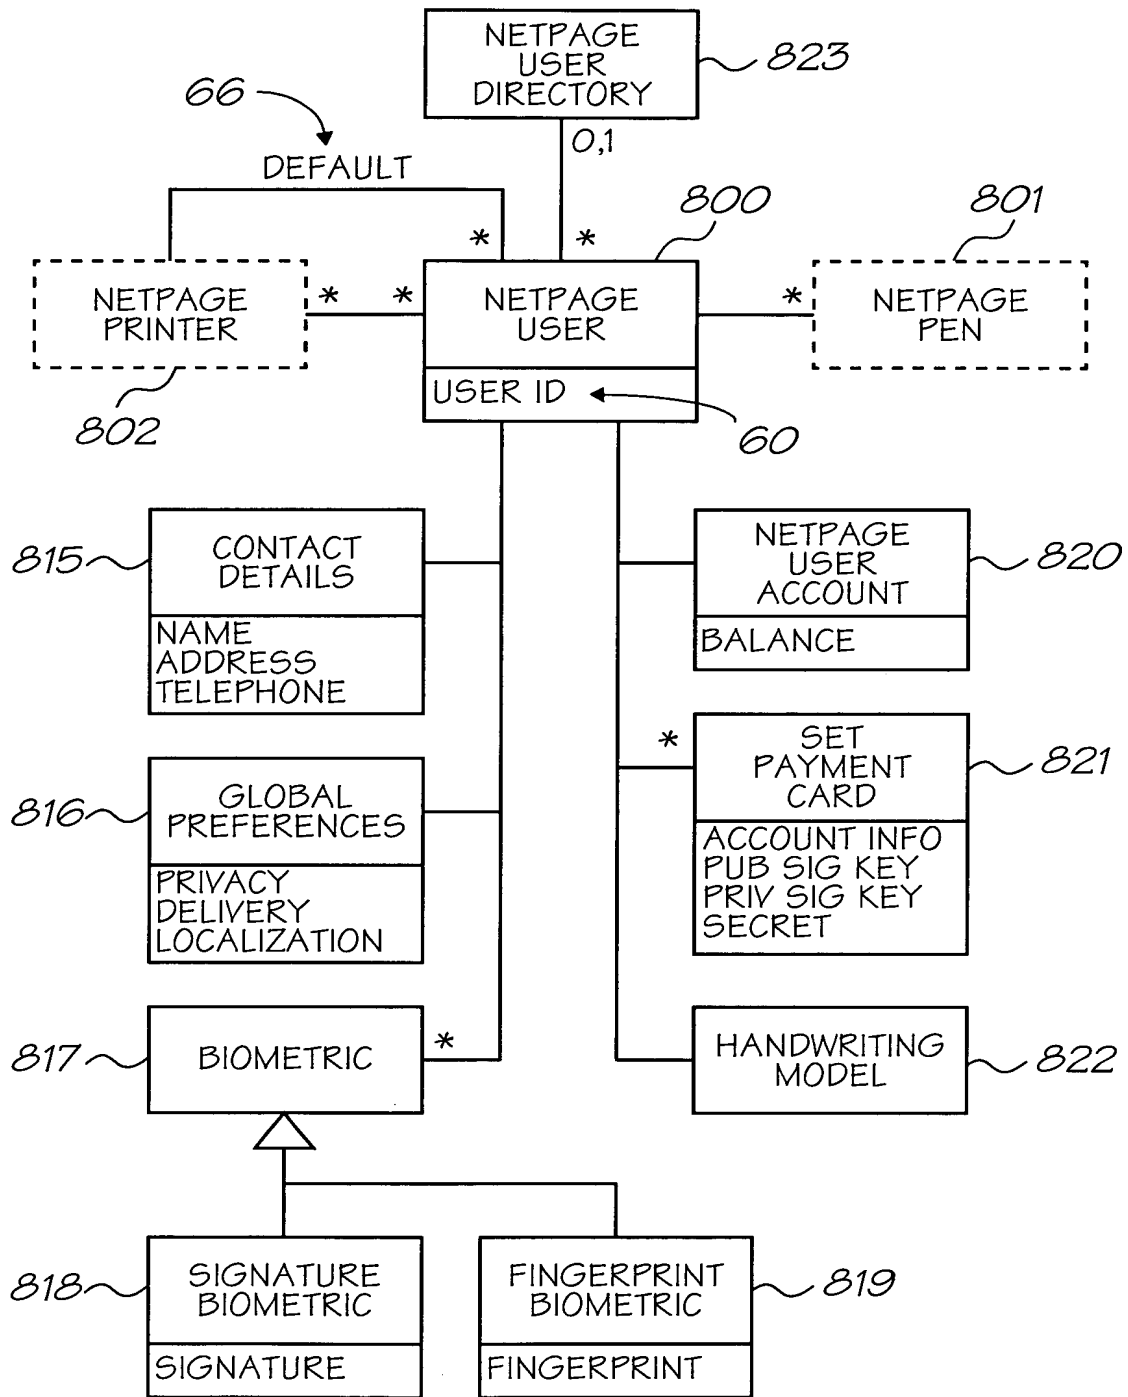 NETPAGE
USER
DIRECTORY
823
66
0,1
DEFAULT
800
801
*
*
NETPAGE
PRINTER
*
*
NETPAGE
USER
*
NETPAGE
PEN
USER ID
802
60
815
CONTACT
DETAILS
NETPAGE
USER
ACCOUNT
820
NAME
ADDRESS
TELEPHONE
BALANCE
*
SET
PAYMENT
CARD
821
816
GLOBAL
PREFERENCES
PRIVACY
DELIVERY
LOCALIZATION
ACCOUNT INFO
PUB SIG KEY
PRIV SIG KEY
SECRET
817
BIOMETRIC
*
HANDWRITING
MODEL
822
818
SIGNATURE
BIOMETRIC
FINGERPRINT
BIOMETRIC
819
SIGNATURE
FINGERPRINT